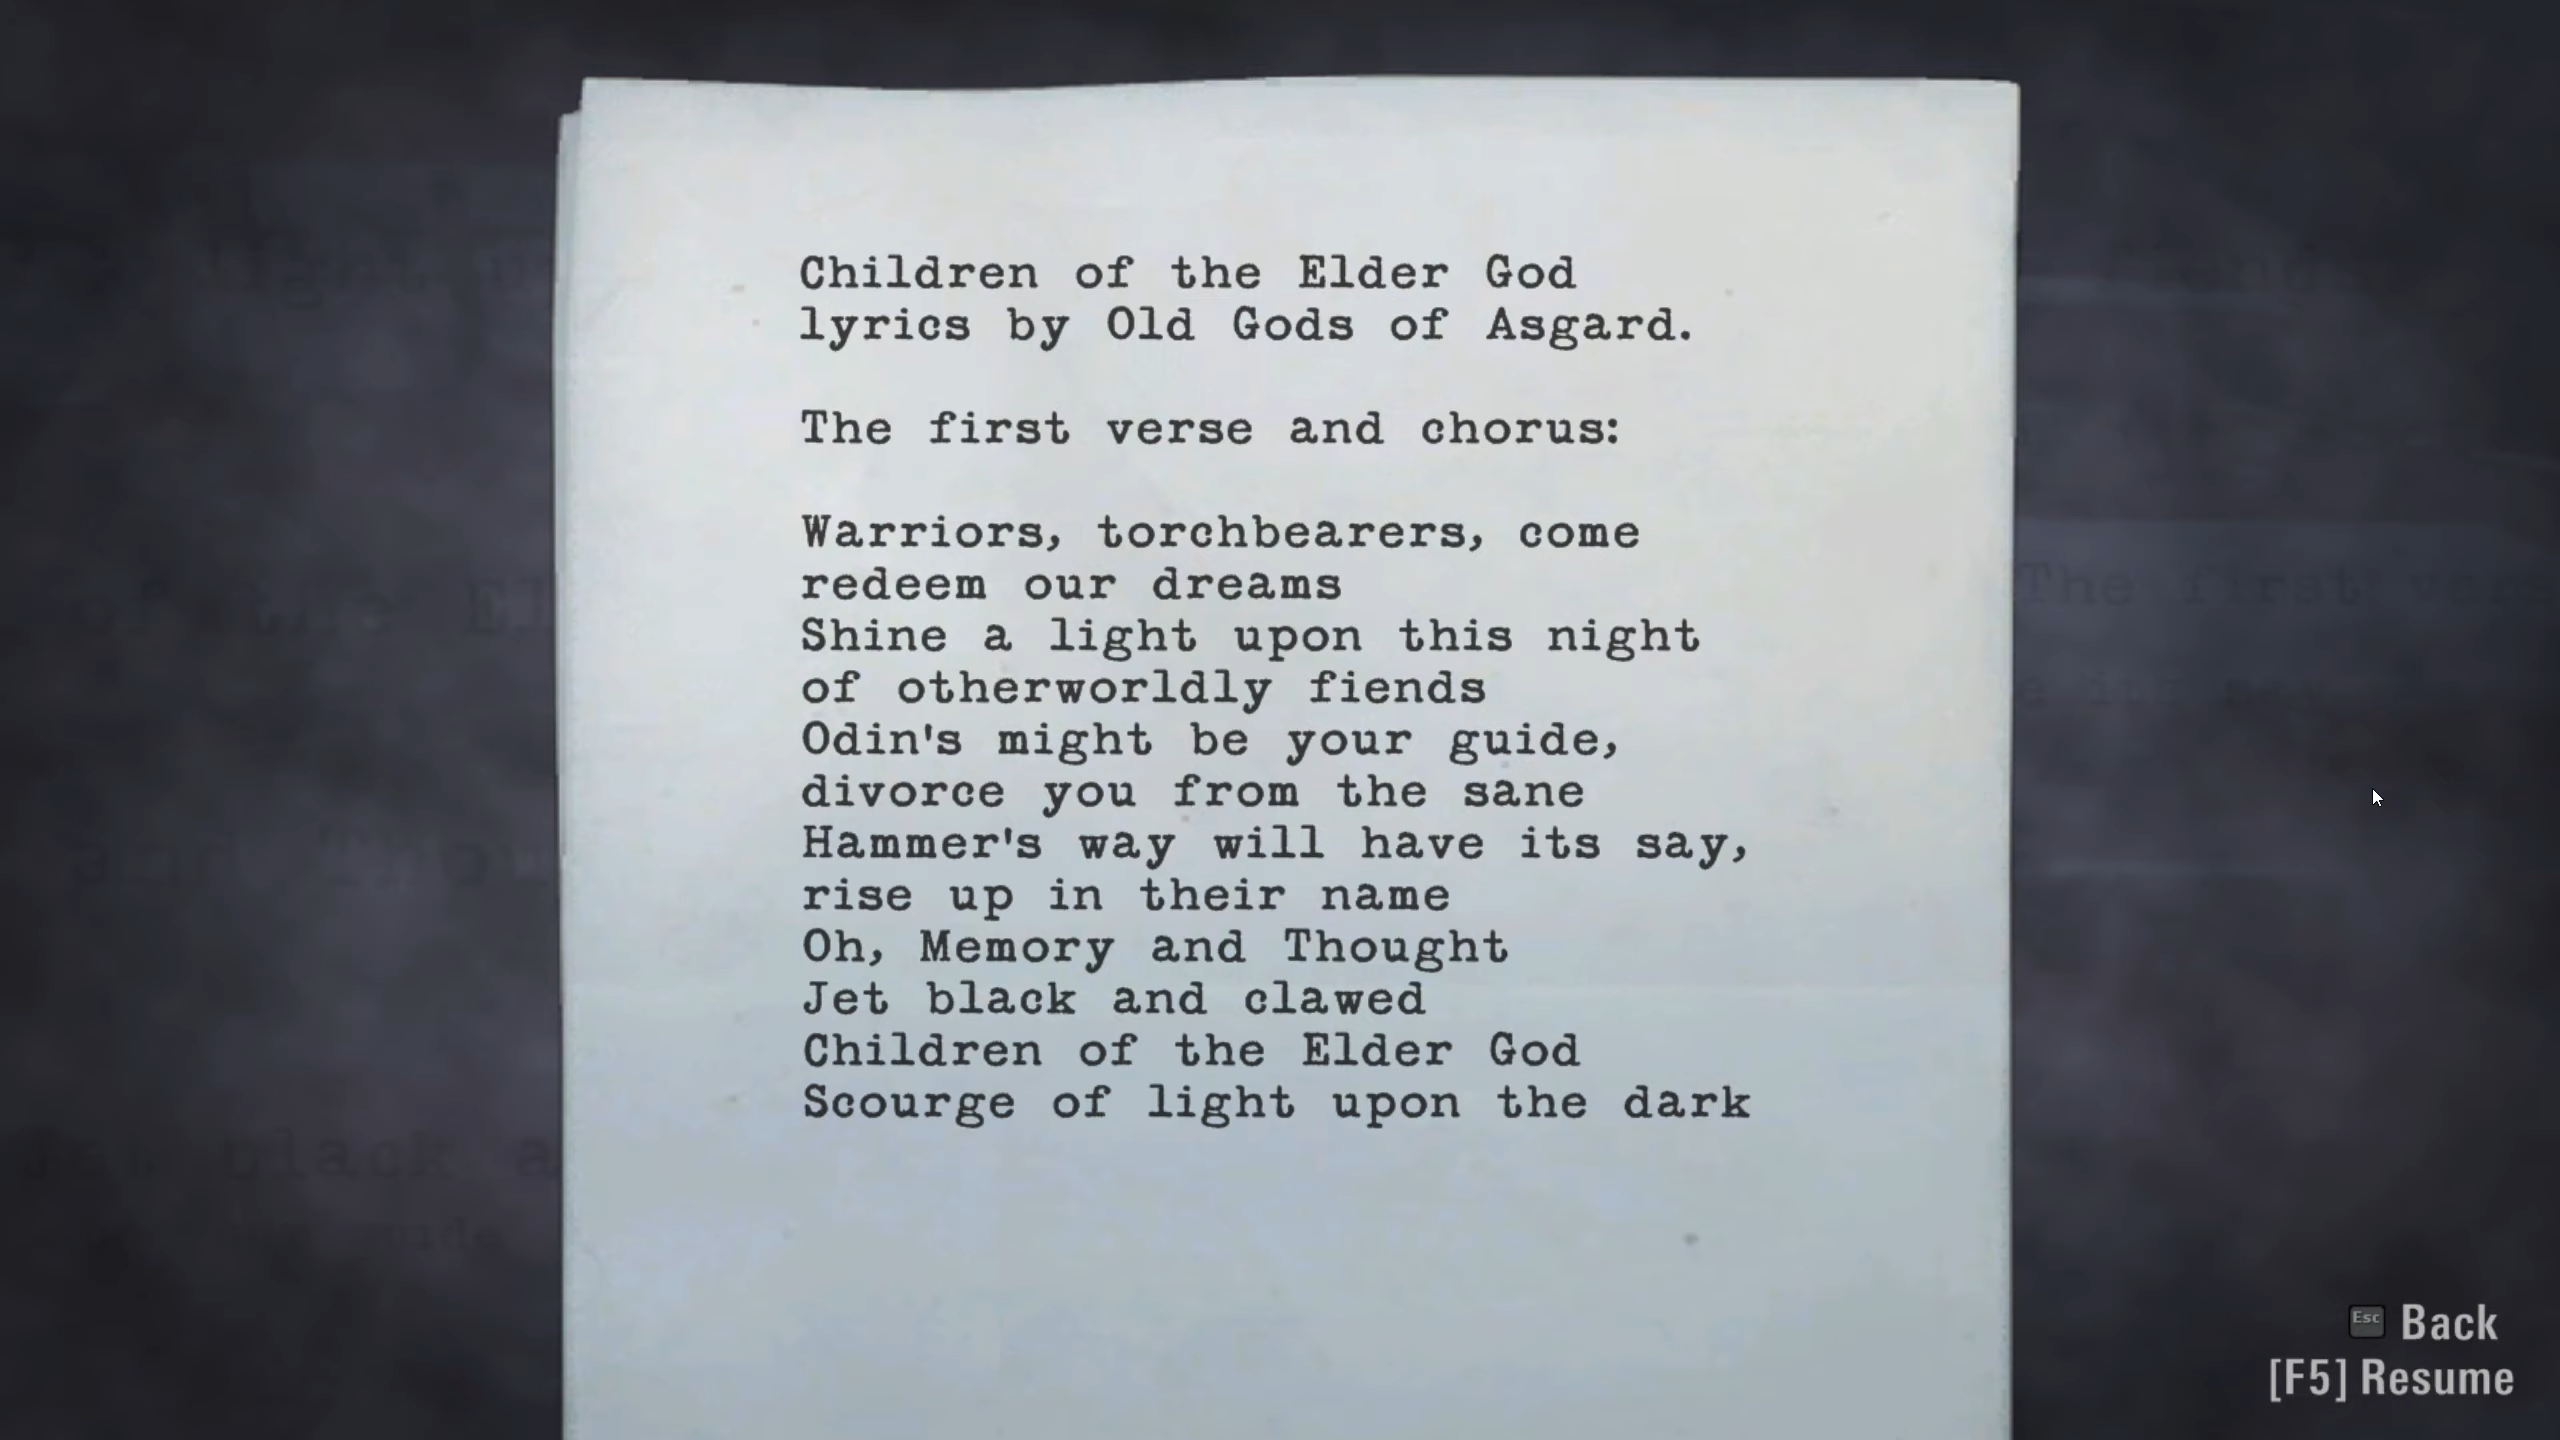 Children of the Elder God
lyrics by Old Gods of Asgard.
The first verse and chorus:
Warriors, torchbearers, come
redeem our dreams
Shine a light upon this night
of otherworldly fiends
Odin's might be your guide,
divorce you from the sane
Hammer's way will have its say,
rise up in their name
Oh, Memory and Thought
Jet black and clawed
Children of the Elder God
Scourge of light upon the dark
Esc Back
[F5] Resume